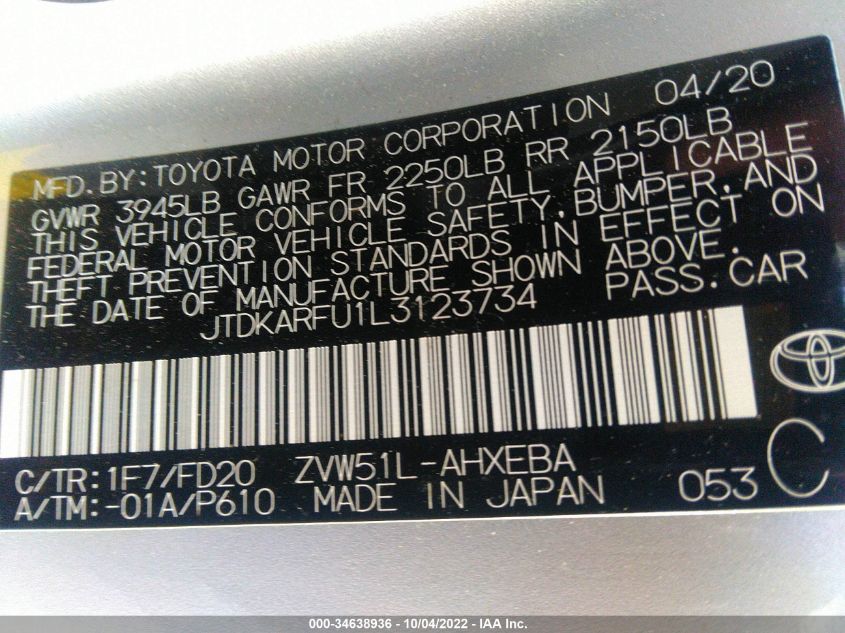 MFD.BY:TOYOTA MOTOR CORPORATION 04/20
GVWR 3945LB GAWR FR 2250LB RR 2150LB
THIS VEHICLE CONFORMS TO ALL APPLICABLE
FEDERAL MOTOR VEHICLE SAFETY,BUMPER,AND
THEFT PREVENTION STANDARDS IN EFFECT ON
THE DATE OF MANUFACTURE SHOWN ABOVE.
JTDKARFU1L3123734 PASS.CAR
C/TR:1F7/FD20 ZVW51L-AHXEBA
A/TM:-01A/P610 MADE IN JAPAN 053 C
000-34638936 - 10/04/2022 - IAA Inc.